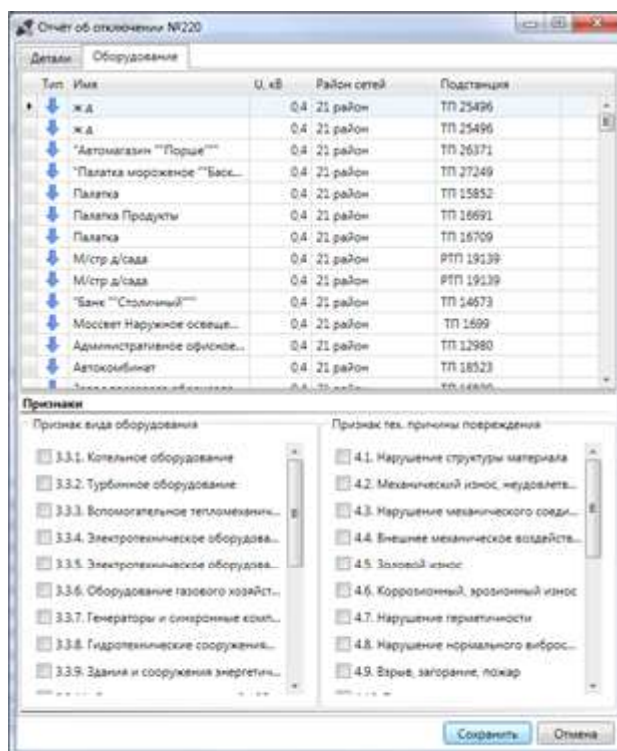 Отчёт об отключении №220
Детали Оборудование
Тип Имя U, кВ Район сетей Подстанция
ж.д 0,4 21 район ТП 25496
ж.д 0,4 21 район ТП 25496
"Автомагазин ""Порше""" 0,4 21 район ТП 26371
"Палатка мороженое ""Баск... 0,4 21 район ТП 27249
Палатка 0,4 21 район ТП 15852
Палатка Продукты 0,4 21 район ТП 16691
Палатка 0,4 21 район ТП 16709
М/стр д/сада 0,4 21 район РТП 19139
М/стр д/сада 0,4 21 район РТП 19139
"Банк ""Столичный""" 0,4 21 район ТП 14673
Моссвет Наружное освеще... 0,4 21 район ТП 1699
Административное офисное... 0,4 21 район ТП 12980
Автокомбинат 0,4 21 район ТП 18523
Признаки
Признак вида оборудования
3.3.1. Котельное оборудование
3.3.2. Турбинное оборудование
3.3.3. Вспомогательное тепломеханич...
3.3.4. Электротехническое оборудова...
3.3.5. Электротехническое оборудова...
3.3.6. Оборудование газового хозяйст...
3.3.7. Генераторы и синхронные комп...
3.3.8. Гидротехнические сооружения...
3.3.9. Здания и сооружения энергетич...
Признак тех. причины повреждения
4.1. Нарушение структуры материала
4.2. Механический износ, неудовлетв...
4.3. Нарушение механического соеди...
4.4. Внешнее механическое воздейств...
4.5. Золовой износ
4.6. Коррозионный, эрозионный износ
4.7. Нарушение герметичности
4.8. Нарушение нормального виброс...
4.9. Взрыв, загорание, пожар
Сохранить Отмена